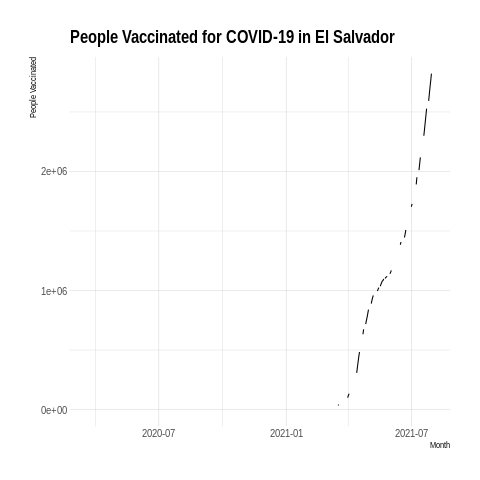 People Vaccinated for COVID-19 in El Salvador
People Vaccinated
2e+06
1e+06
0e+00
2020-07 2021-01 2021-07
Month